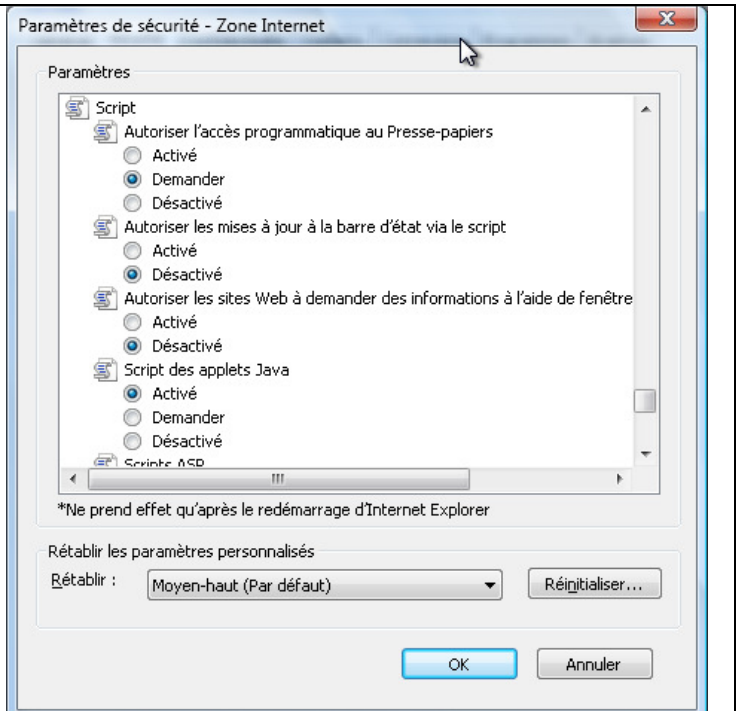 Paramètres de sécurité - Zone Internet
Paramètres
Script
Autoriser l'accès programmatique au Presse-papiers
Activé
Demander
Désactivé
Autoriser les mises à jour à la barre d'état via le script
Activé
Désactivé
Autoriser les sites Web à demander des informations à l'aide de fenêtre
Activé
Désactivé
Script des applets Java
Activé
Demander
Désactivé
Scripts ASP
*Ne prend effet qu'après le redémarrage d'Internet Explorer
Rétablir les paramètres personnalisés
Rétablir :
Moyen-haut (Par défaut)
Réinitialiser...
OK
Annuler